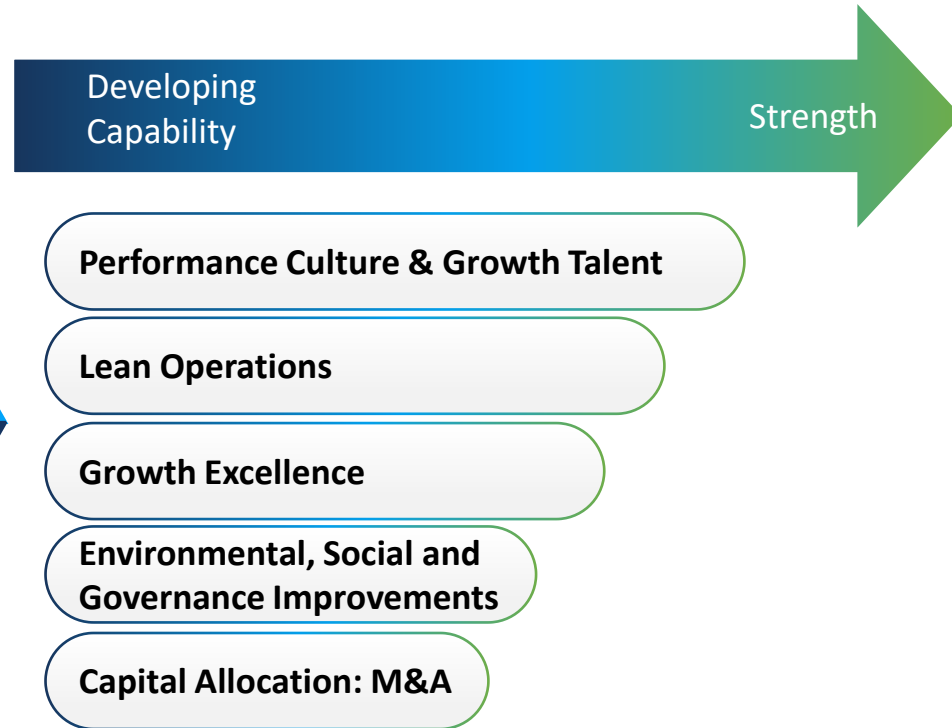 Developing
Capability
Strength
Performance Culture & Growth Talent
Lean Operations
Growth Excellence
Environmental, Social and
Governance Improvements
Capital Allocation: M&A